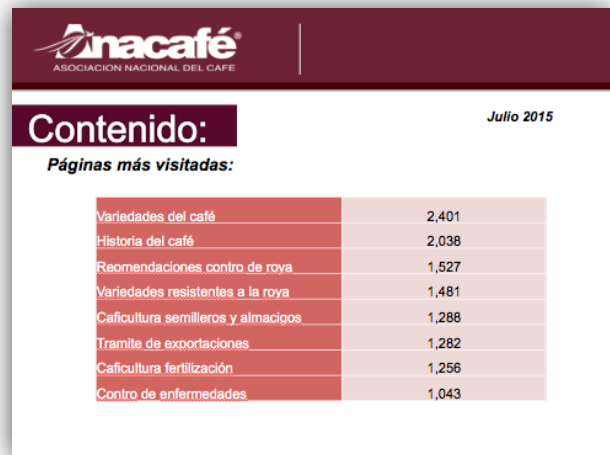 Anacafé®
ASOCIACION NACIONAL DEL CAFE
Contenido:
Julio 2015
Páginas más visitadas:
Variedades del café 2,401
Historia del café 2,038
Reomendaciones contro de roya 1,527
Variedades resistentes a la roya 1,481
Caficultura semilleros y almacigos 1,288
Tramite de exportaciones 1,282
Caficultura fertilización 1,256
Contro de enfermedades 1,043